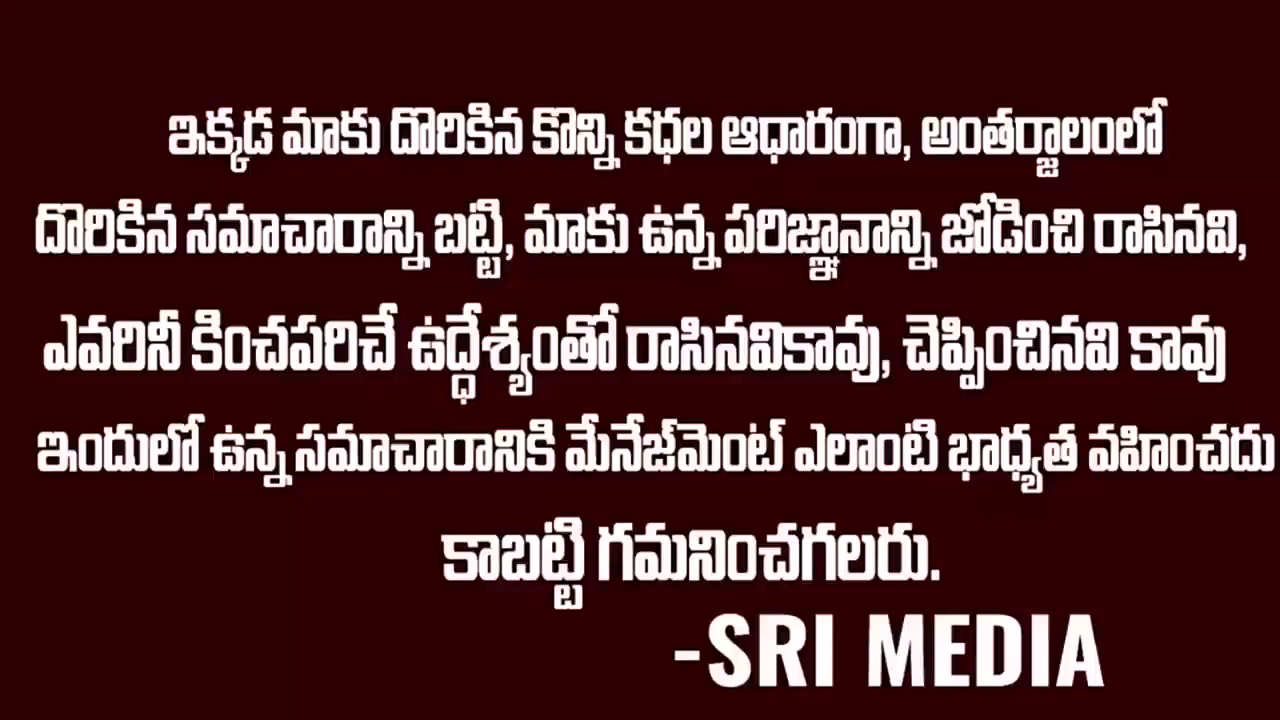 ఇక్కడ మాకు దొరికిన కొన్ని కధల ఆధారంగా, అంతర్జాలంలో
దొరికిన సమాచారాన్ని బట్టి, మాకు ఉన్న పరిజ్ఞానాన్ని జోడించి రాసినవి,
ఎవరినీ కించపరిచే ఉద్ధేశ్యంతో రాసినవికావు, చెప్పించినవి కావు
ఇందులో ఉన్న సమాచారానికి మేనేజ్‌మెంట్ ఎలాంటి భాధ్యత వహించదు
కాబట్టి గమనించగలరు.
-SRI MEDIA